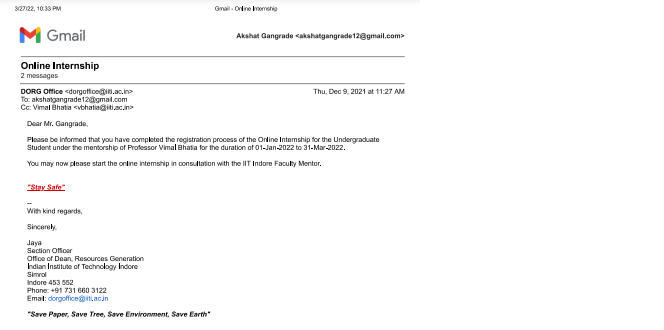 3/27/22, 10:33 PM Gmail - Online Internship
Gmail Akshat Gangrade <akshatgangrade12@gmail.com>
Online Internship
2 messages
DORG Office <dorgoffice@iiti.ac.in> Thu, Dec 9, 2021 at 11:27 AM
To: akshatgangrade12@gmail.com
Cc: Vimal Bhatia <vbhatia@iiti.ac.in>
Dear Mr. Gangrade,
Please be informed that you have completed the registration process of the Online Internship for the Undergraduate
Student under the mentorship of Professor Vimal Bhatia for the duration of 01-Jan-2022 to 31-Mar-2022.
You may now please start the online internship in consultation with the IIT Indore Faculty Mentor.
"Stay Safe"
--
With kind regards,
Sincerely,
Jaya
Section Officer
Office of Dean, Resources Generation
Indian Institute of Technology Indore
Simrol
Indore 453 552
Phone: +91 731 660 3122
Email: dorgoffice@iiti.ac.in
"Save Paper, Save Tree, Save Environment, Save Earth"